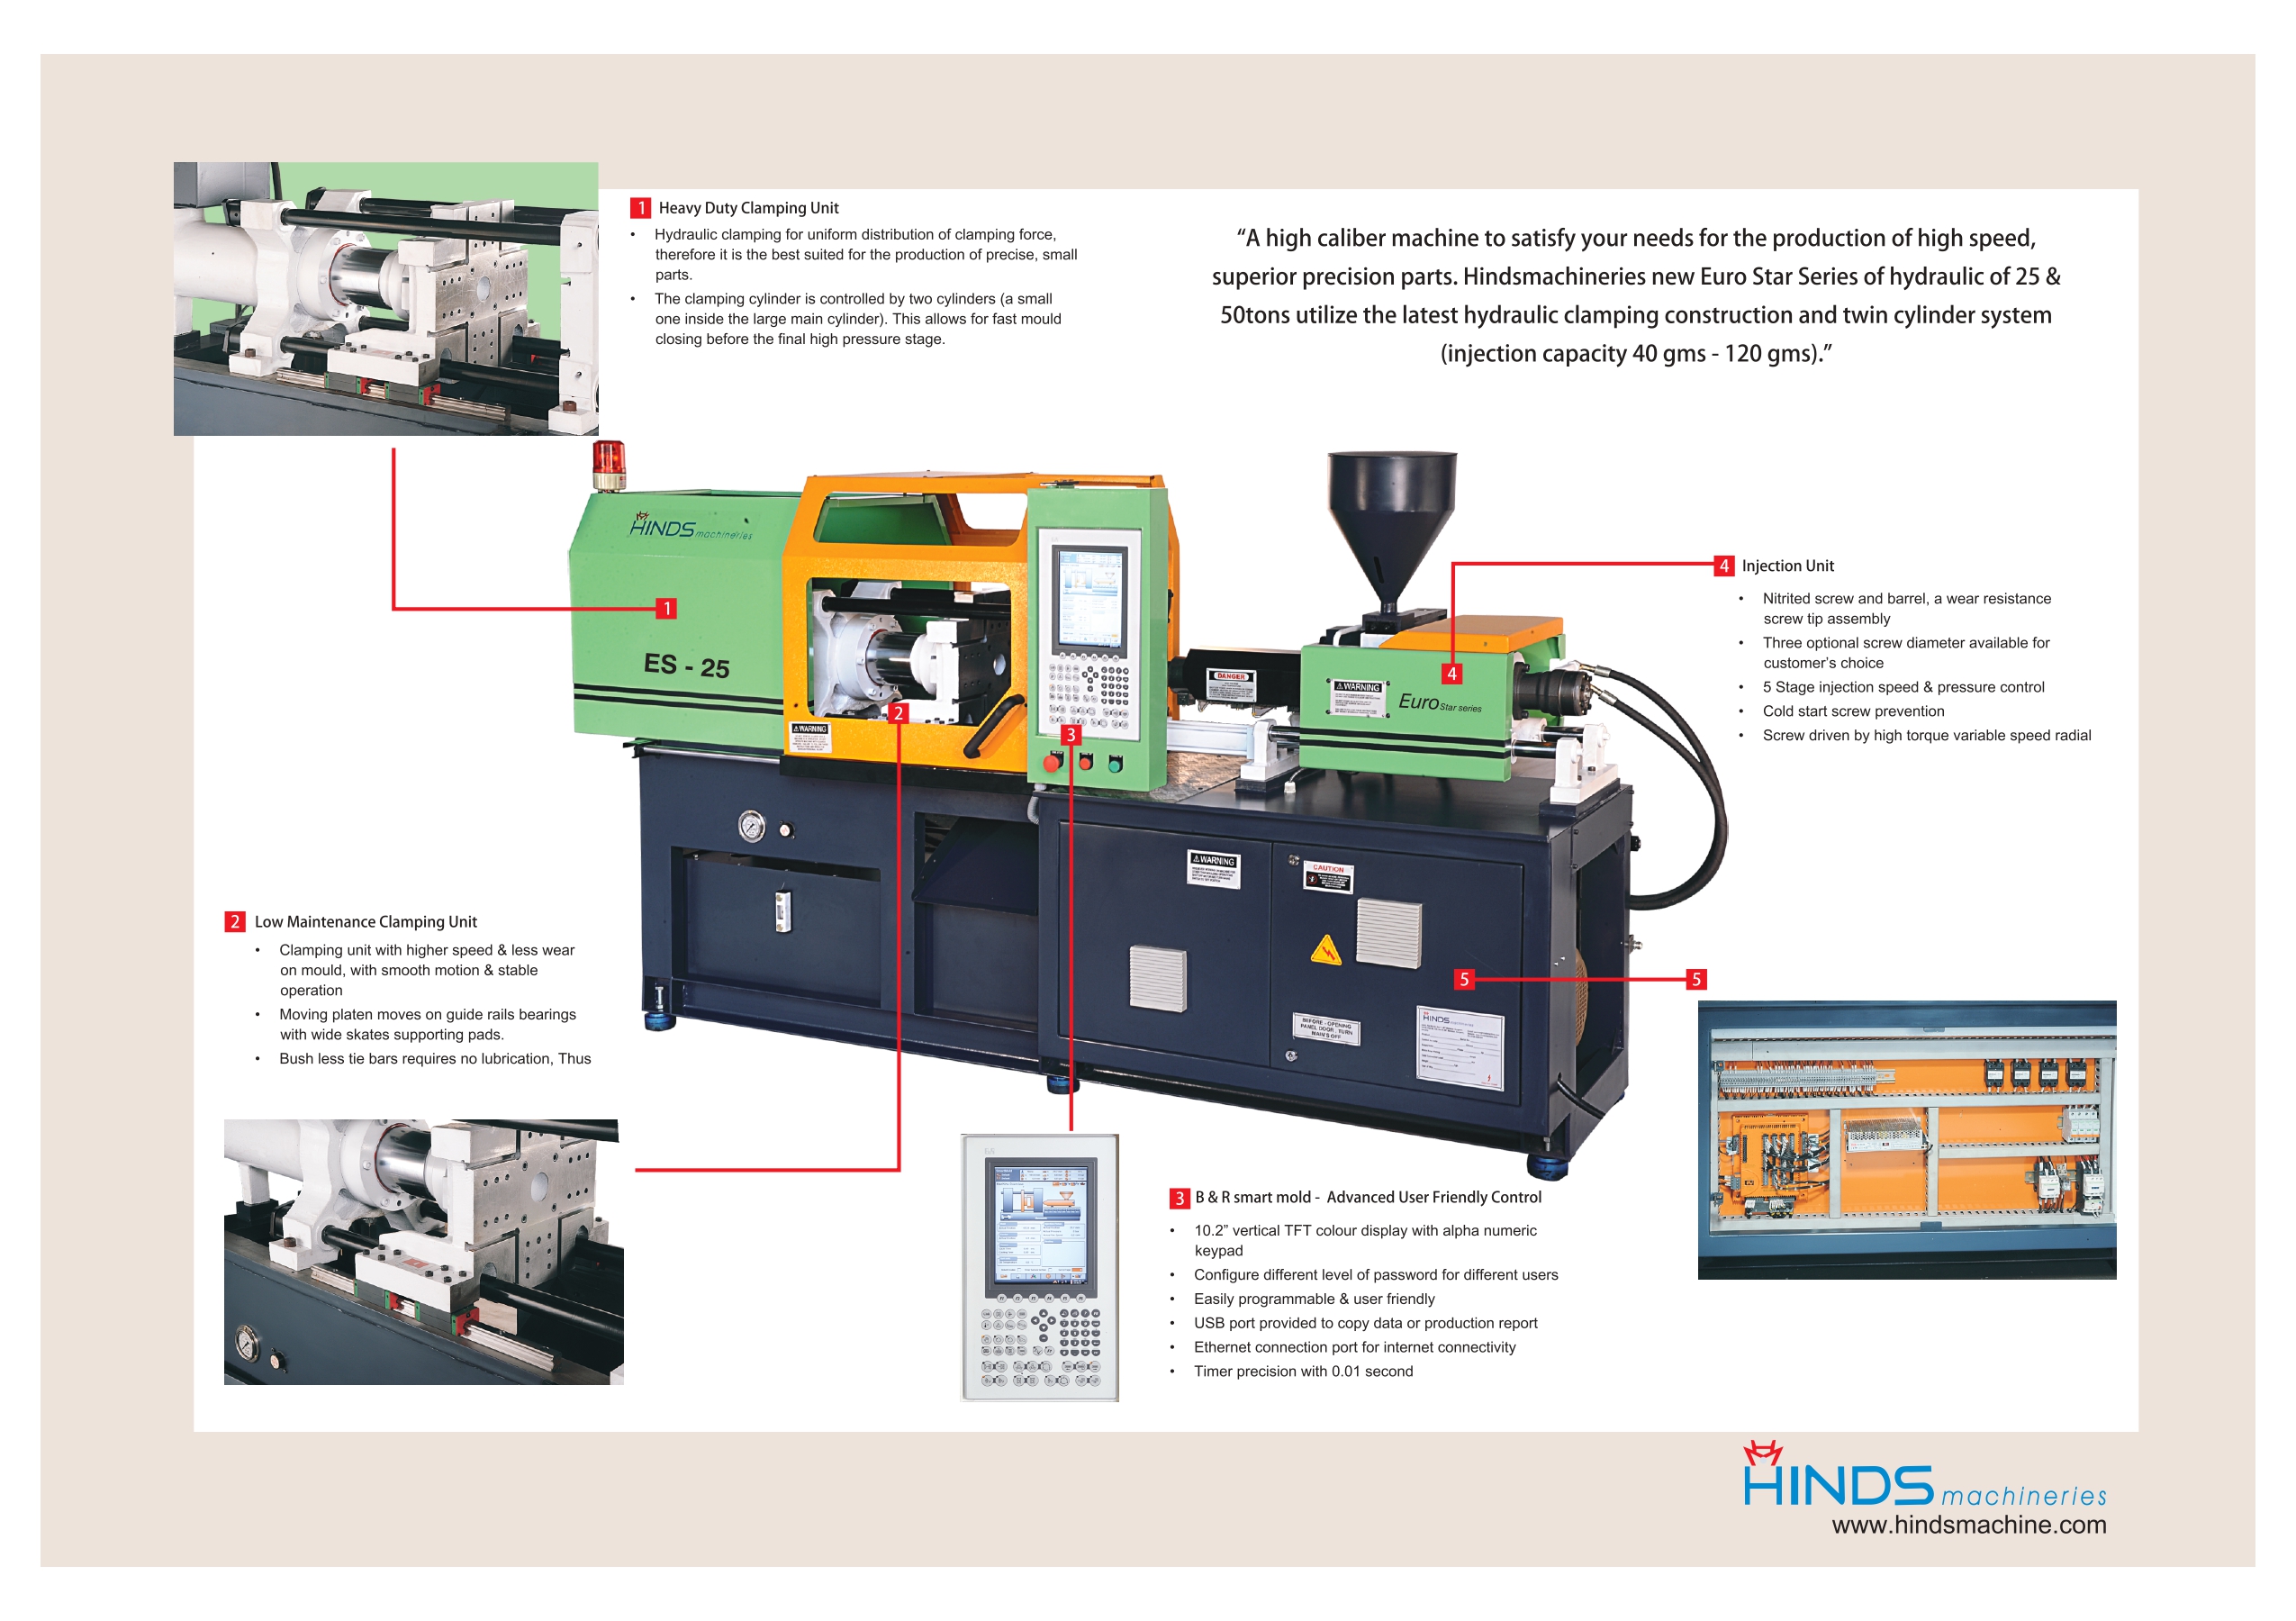 1 Heavy Duty Clamping Unit
• Hydraulic clamping for uniform distribution of clamping force,
therefore it is the best suited for the production of precise, small
parts.
• The clamping cylinder is controlled by two cylinders (a small
one inside the large main cylinder). This allows for fast mould
closing before the final high pressure stage.
“A high caliber machine to satisfy your needs for the production of high speed,
superior precision parts. Hindsmachineries new Euro Star Series of hydraulic of 25 &
50tons utilize the latest hydraulic clamping construction and twin cylinder system
(injection capacity 40 gms - 120 gms).”
HINDS machineries
1
ES - 25
2
WARNING
3
DANGER
WARNING
4
Euro Star series
4 Injection Unit
• Nitrited screw and barrel, a wear resistance
screw tip assembly
• Three optional screw diameter available for
customer’s choice
• 5 Stage injection speed & pressure control
• Cold start screw prevention
• Screw driven by high torque variable speed radial
WARNING
CAUTION
5
5
BEFORE - OPENING
PANEL DOOR, TURN
MAIN'S OFF
HINDS
2 Low Maintenance Clamping Unit
• Clamping unit with higher speed & less wear
on mould, with smooth motion & stable
operation
• Moving platen moves on guide rails bearings
with wide skates supporting pads.
• Bush less tie bars requires no lubrication, Thus
3 B & R smart mold - Advanced User Friendly Control
• 10.2” vertical TFT colour display with alpha numeric
keypad
• Configure different level of password for different users
• Easily programmable & user friendly
• USB port provided to copy data or production report
• Ethernet connection port for internet connectivity
• Timer precision with 0.01 second
HINDS machineries
www.hindsmachine.com